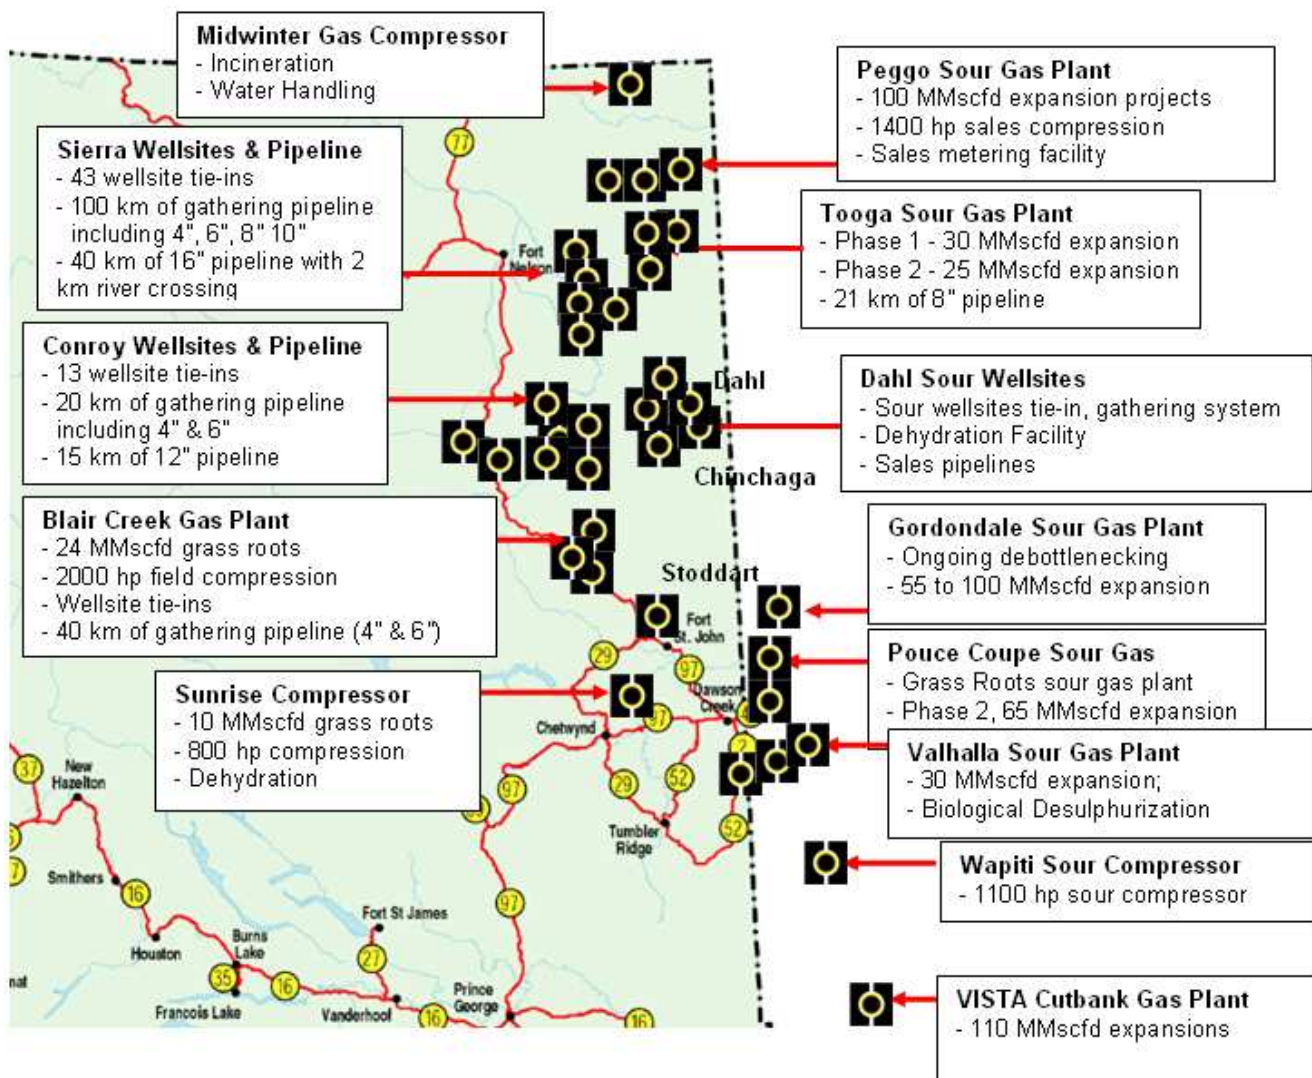 Midwinter Gas Compressor
- Incineration
- Water Handling
Peggo Sour Gas Plant
- 100 MMscfd expansion projects
- 1400 hp sales compression
- Sales metering facility
77
Sierra Wellsites & Pipeline
- 43 wellsite tie-ins
- 100 km of gathering pipeline
including 4", 6", 8" 10"
- 40 km of 16" pipeline with 2
km river crossing
Fort
Nelson
Tooga Sour Gas Plant
- Phase 1 - 30 MMscfd expansion
- Phase 2 - 25 MMscfd expansion
- 21 km of 8" pipeline
Conroy Wellsites & Pipeline
- 13 wellsite tie-ins
- 20 km of gathering pipeline
including 4" & 6"
- 15 km of 12" pipeline
Dahl
Chinchaga
Dahl Sour Wellsites
- Sour wellsites tie-in, gathering system
- Dehydration Facility
- Sales pipelines
Blair Creek Gas Plant
- 24 MMscfd grass roots
- 2000 hp field compression
- Wellsite tie-ins
- 40 km of gathering pipeline (4" & 6")
Stoddart
Gordondale Sour Gas Plant
- Ongoing debottlenecking
- 55 to 100 MMscfd expansion
Fort
St. John
29
97
Pouce Coupe Sour Gas
- Grass Roots sour gas plant
- Phase 2, 65 MMscfd expansion
Sunrise Compressor
- 10 MMscfd grass roots
- 800 hp compression
- Dehydration
Dawson
Creek
97
Chetwynd
2
Valhalla Sour Gas Plant
- 30 MMscfd expansion;
- Biological Desulphurization
37
New
Hazelton
97
29
52
52
Tumbler
Ridge
Wapiti Sour Compressor
- 1100 hp sour compressor
Smithers
16
97
Fort St James
Houston
Burns
Lake
27
35
16
Francois Lake
Vanderhoof
16
Prince
George
16
VISTA Cutbank Gas Plant
- 110 MMscfd expansions